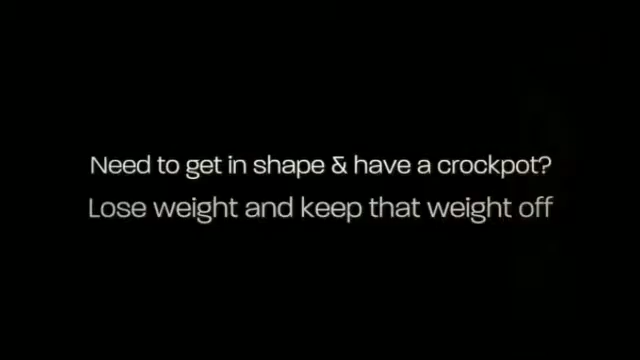 Need to get in shape & have a crockpot?
Lose weight and keep that weight off